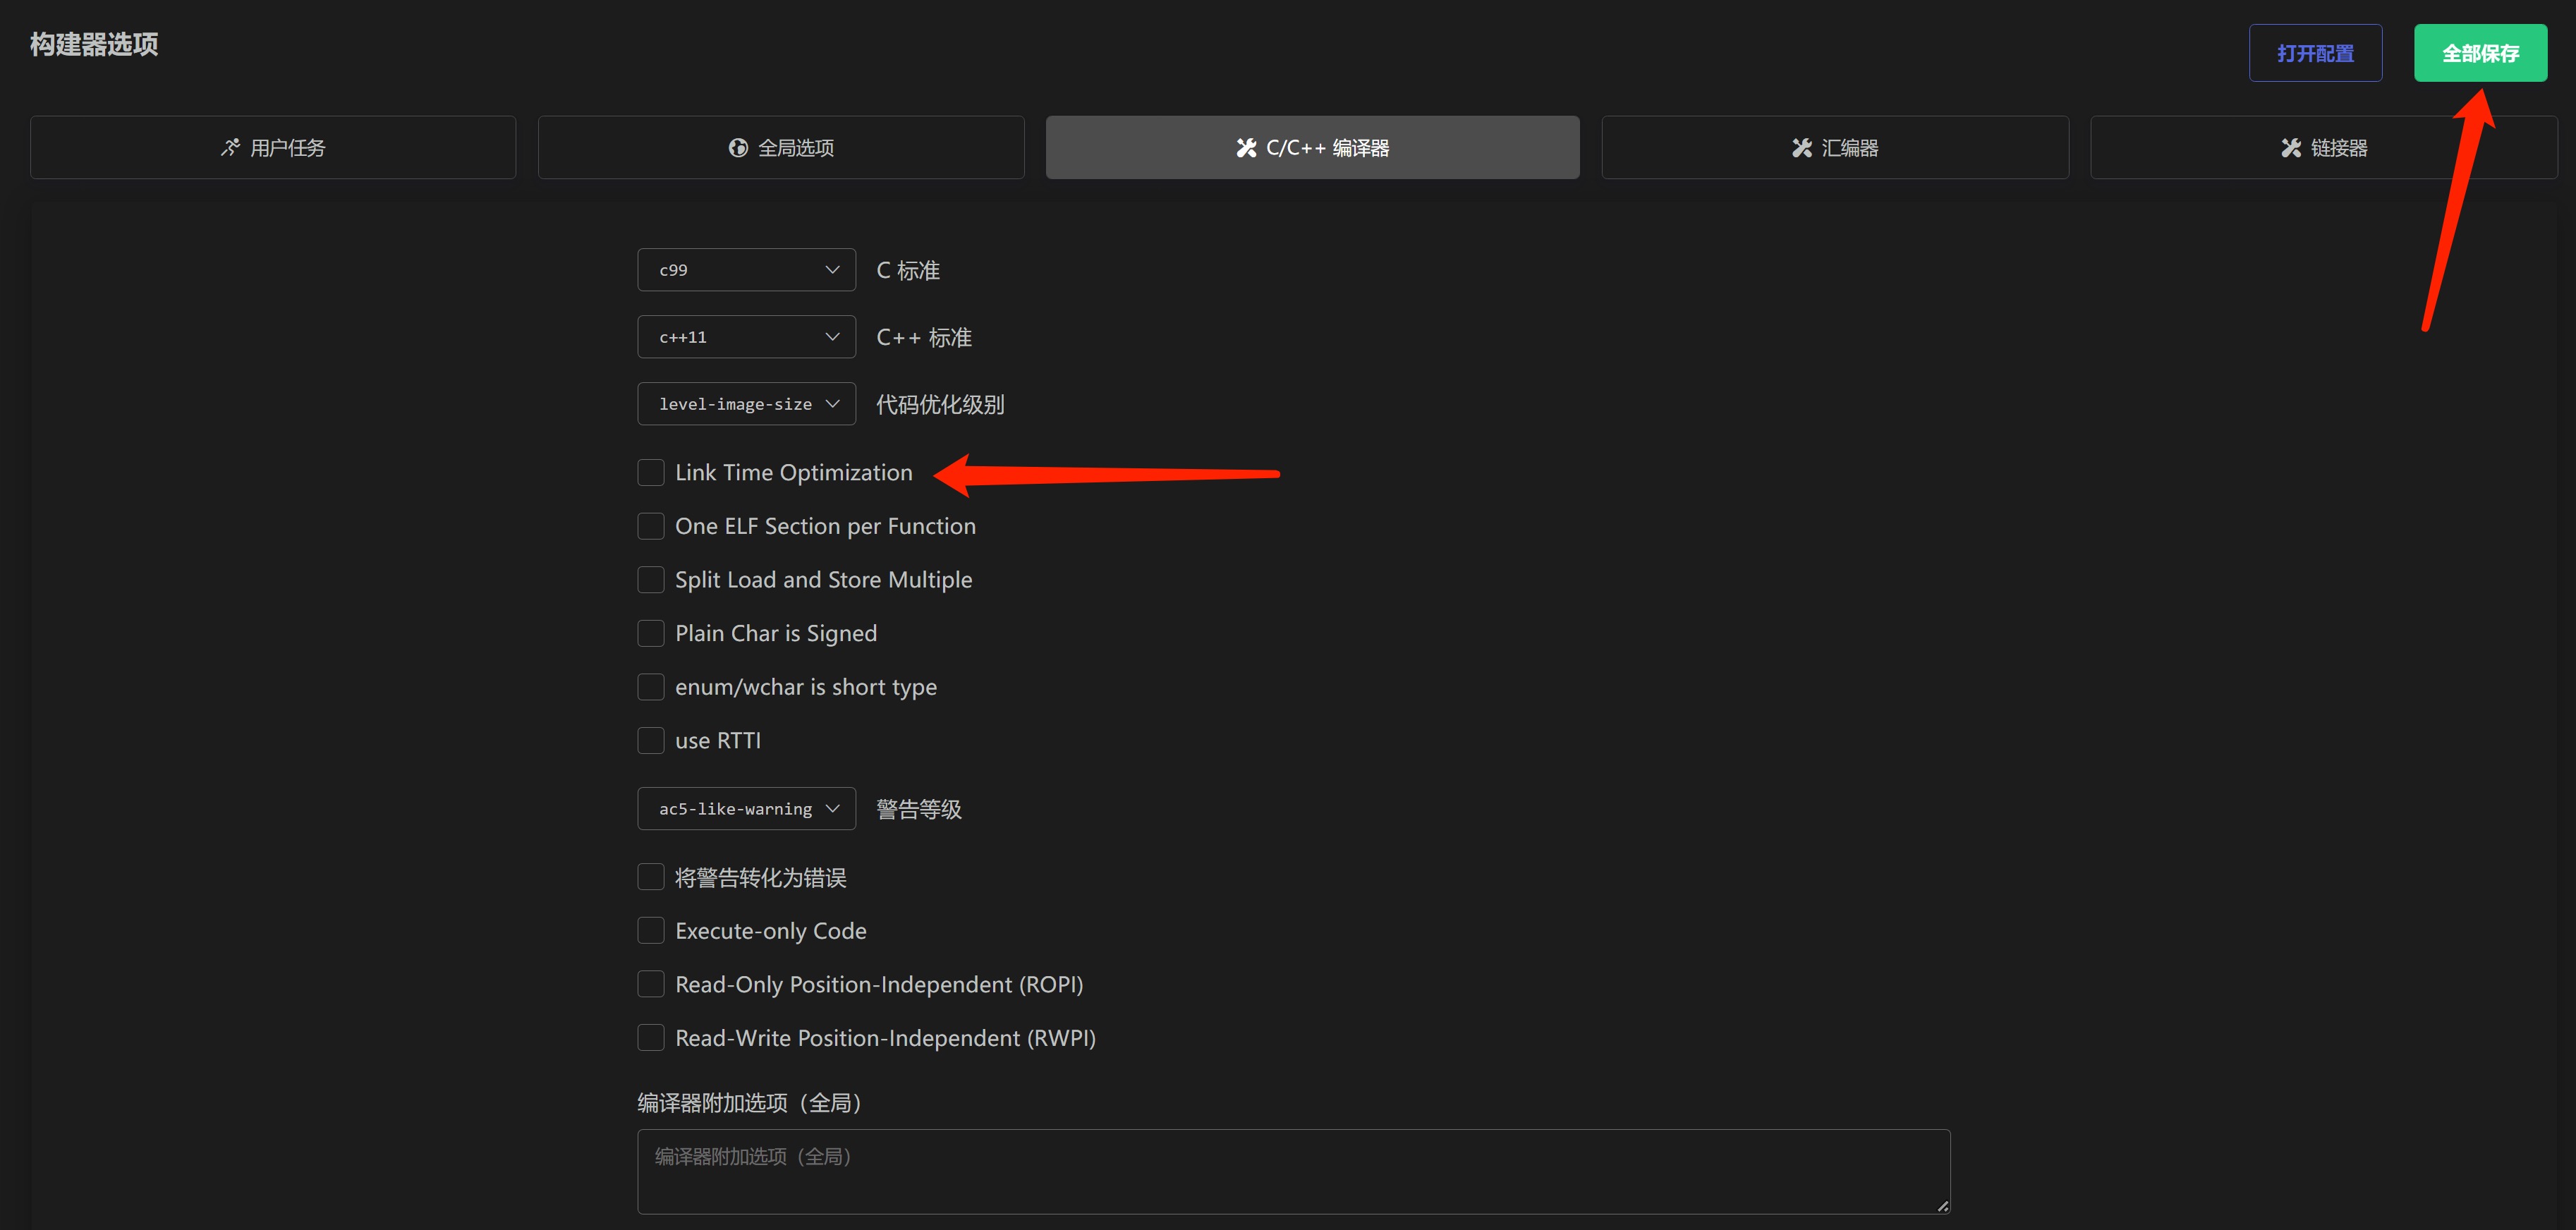 构建器选项
打开配置
全部保存
用户任务
全局选项
C/C++ 编译器
汇编器
链接器
c99
C 标准
c++11
C++ 标准
level-image-size
代码优化级别
Link Time Optimization
One ELF Section per Function
Split Load and Store Multiple
Plain Char is Signed
enum/wchar is short type
use RTTI
ac5-like-warning
警告等级
将警告转化为错误
Execute-only Code
Read-Only Position-Independent (ROPI)
Read-Write Position-Independent (RWPI)
编译器附加选项（全局）
编译器附加选项（全局）